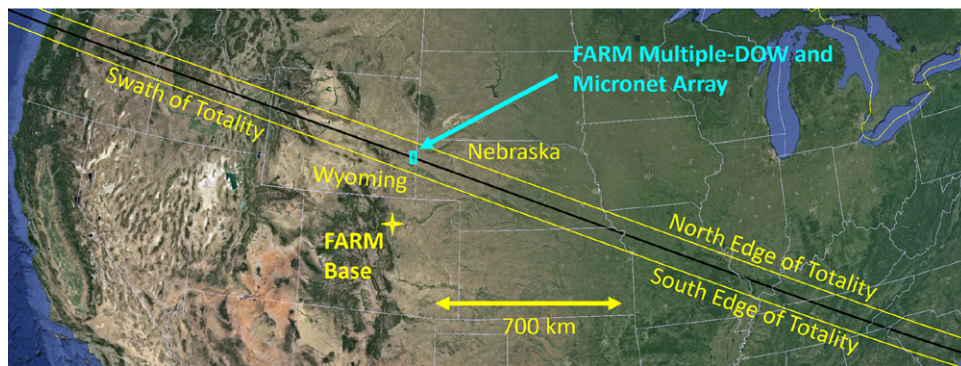 FARM Multiple-DOW and
Micronet Array
Swath of Totality
Nebraska
Wyoming
FARM
Base
North Edge of Totality
South Edge of Totality
700 km